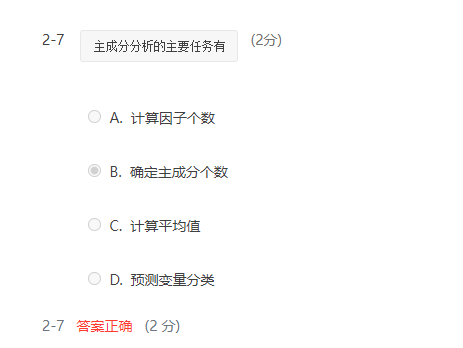 2-7 主成分分析的主要任务有 (2分)
A. 计算因子个数
B. 确定主成分个数
C. 计算平均值
D. 预测变量分类
2-7 答案正确 (2 分)